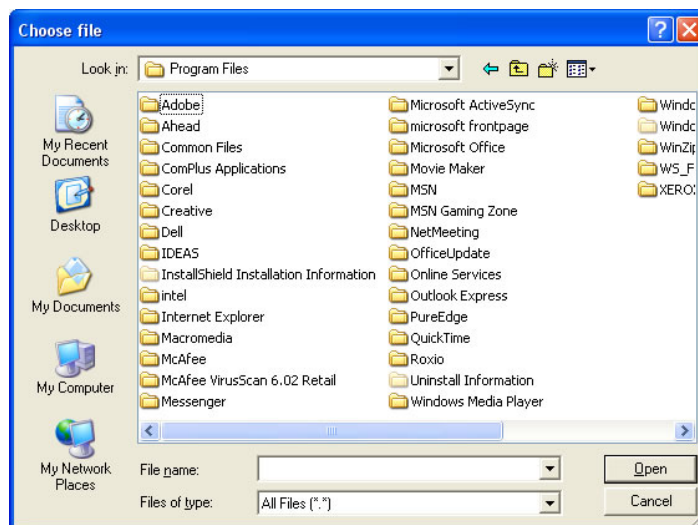 Choose file
Look in:
Program Files
My Recent
Documents
Desktop
My Documents
My Computer
My Network
Places
Adobe
Ahead
Common Files
ComPlus Applications
Corel
Creative
Dell
IDEAS
InstallShield Installation Information
intel
Internet Explorer
Macromedia
McAfee
McAfee VirusScan 6.02 Retail
Messenger
Microsoft ActiveSync
microsoft frontpage
Microsoft Office
Movie Maker
MSN
MSN Gaming Zone
NetMeeting
OfficeUpdate
Online Services
Outlook Express
PureEdge
QuickTime
Roxio
Uninstall Information
Windows Media Player
File name:
Open
Files of type:
All Files (*.*)
Cancel